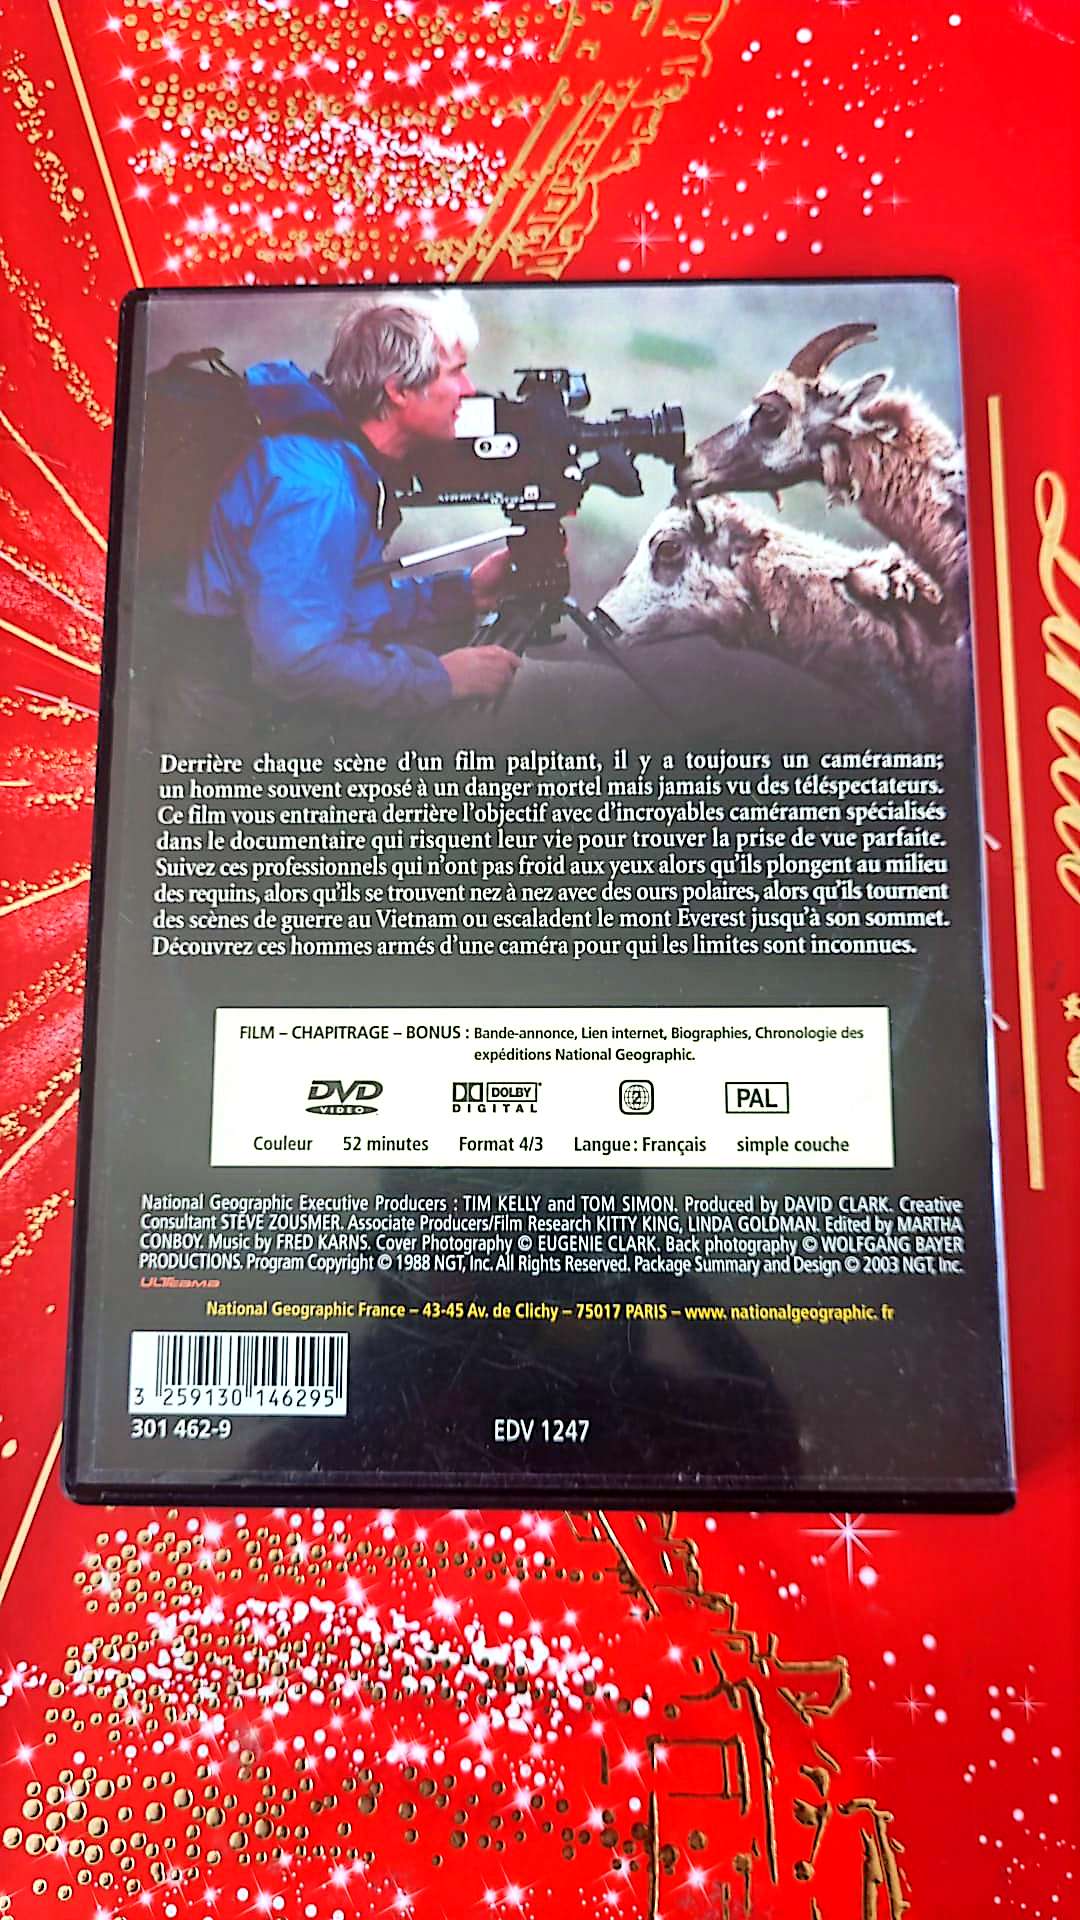 Derrière chaque scène d'un film palpitant, il y a toujours un caméraman;
un homme souvent exposé à un danger mortel mais jamais vu des téléspectateurs.
Ce film vous entraînera derrière l'objectif avec d'incroyables caméramen spécialisés
dans le documentaire qui risquent leur vie pour trouver la prise de vue parfaite.
Suivez ces professionnels qui n'ont pas froid aux yeux alors qu'ils plongent au milieu
des requins, alors qu'ils se trouvent nez à nez avec des ours polaires, alors qu'ils tournent
des scènes de guerre au Vietnam ou escaladent le mont Everest jusqu'à son sommet.
Découvrez ces hommes armés d'une caméra pour qui les limites sont inconnues.
FILM – CHAPITRAGE – BONUS : Bande-annonce, Lien internet, Biographies, Chronologie des
expéditions National Geographic.
DVD VIDEO DOLBY DIGITAL 2 PAL
Couleur 52 minutes Format 4/3 Langue : Français simple couche
National Geographic Executive Producers : TIM KELLY and TOM SIMON. Produced by DAVID CLARK. Creative
Consultant STEVE ZOUSMER. Associate Producers/Film Research KITTY KING, LINDA GOLDMAN. Edited by MARTHA
CONBOY. Music by FRED KARNS. Cover Photography © EUGENIE CLARK. Back photography © WOLFGANG BAYER
PRODUCTIONS. Program Copyright © 1988 NGT, Inc. All Rights Reserved. Package Summary and Design © 2003 NGT, Inc.
National Geographic France – 43-45 Av. de Clichy – 75017 PARIS – www. nationalgeographic. fr
3 259130 146295
301 462-9 EDV 1247